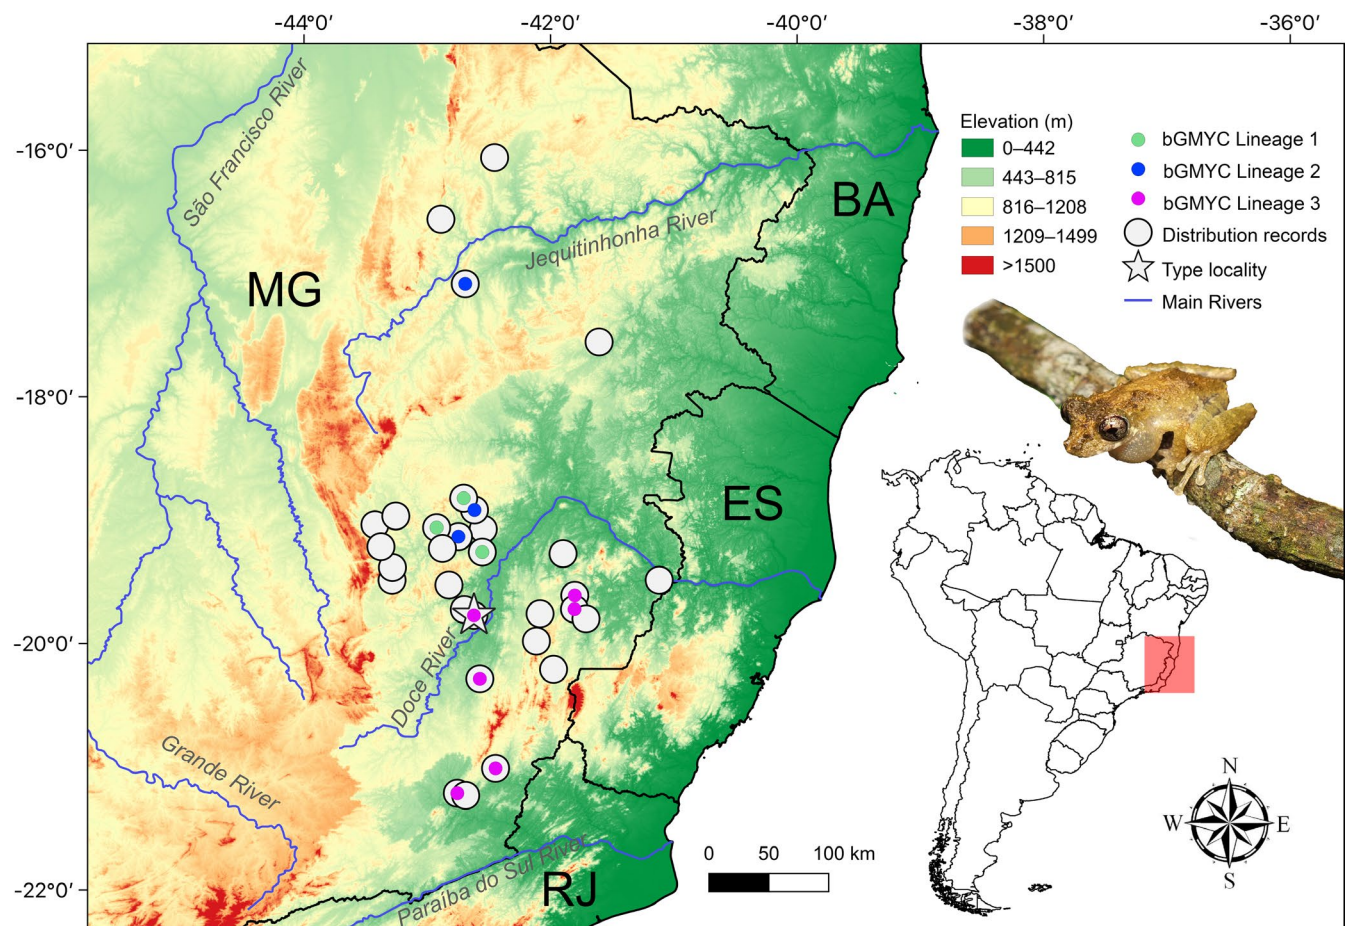 -44°0′ -42°0′ -40°0′ -38°0′ -36°0′
-16°0′
-18°0′
-20°0′
-22°0′
São Francisco River
Jequitinhonha River
Doce River
Grande River
Paraíba do Sul River
MG
BA
ES
RJ
Elevation (m)
0–442
443–815
816–1208
1209–1499
>1500
bGMYC Lineage 1
bGMYC Lineage 2
bGMYC Lineage 3
Distribution records
Type locality
Main Rivers
0 50 100 km
N
W E
S